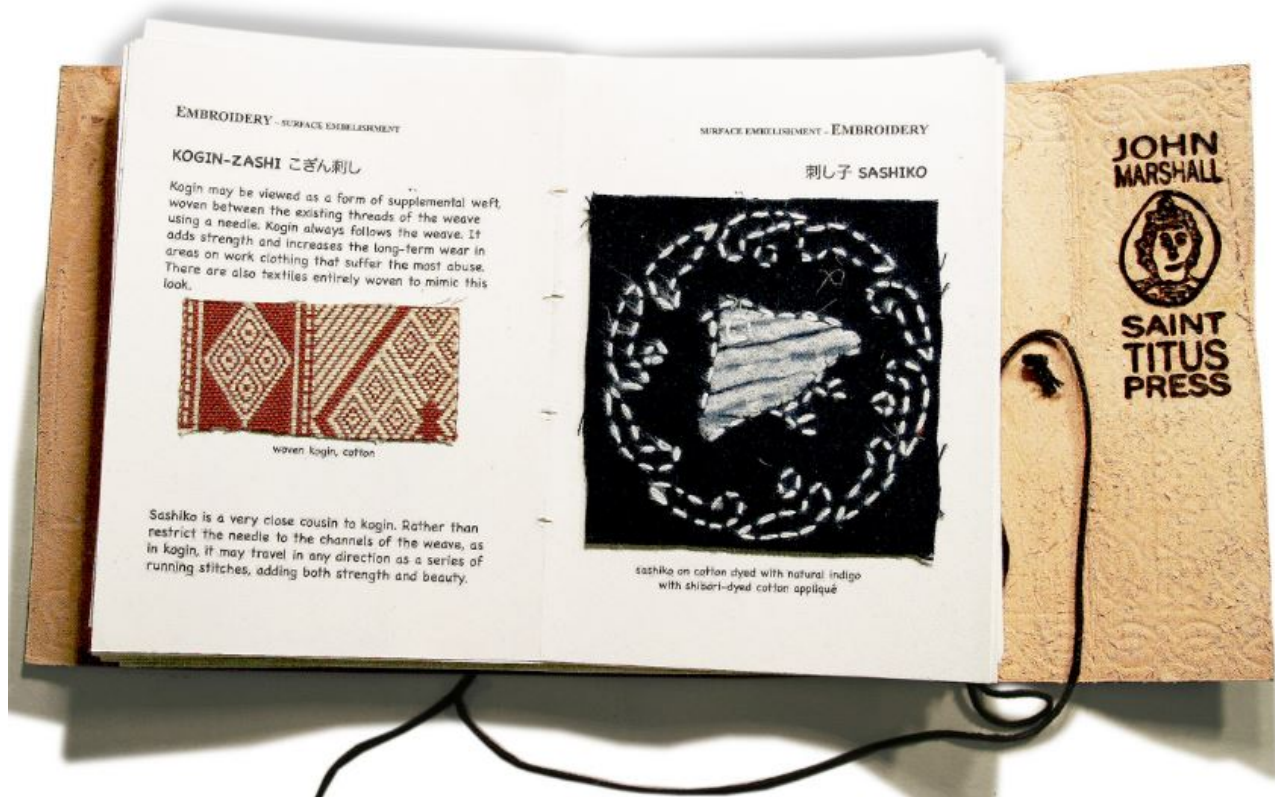 EMBROIDERY - SURFACE EMBELISHMENT
KOGIN-ZASHI こぎん刺し
Kogin may be viewed as a form of supplemental weft,
woven between the existing threads of the weave
using a needle. Kogin always follows the weave. It
adds strength and increases the long-term wear in
areas on work clothing that suffer the most abuse.
There are also textiles entirely woven to mimic this
look.
woven kogin, cotton
Sashiko is a very close cousin to kogin. Rather than
restrict the needle to the channels of the weave, as
in kogin, it may travel in any direction as a series of
running stitches, adding both strength and beauty.
SURFACE EMBELISHMENT - EMBROIDERY
刺し子 SASHIKO
sashiko on cotton dyed with natural indigo
with shibori-dyed cotton appliqué
JOHN
MARSHALL
SAINT
TITUS
PRESS